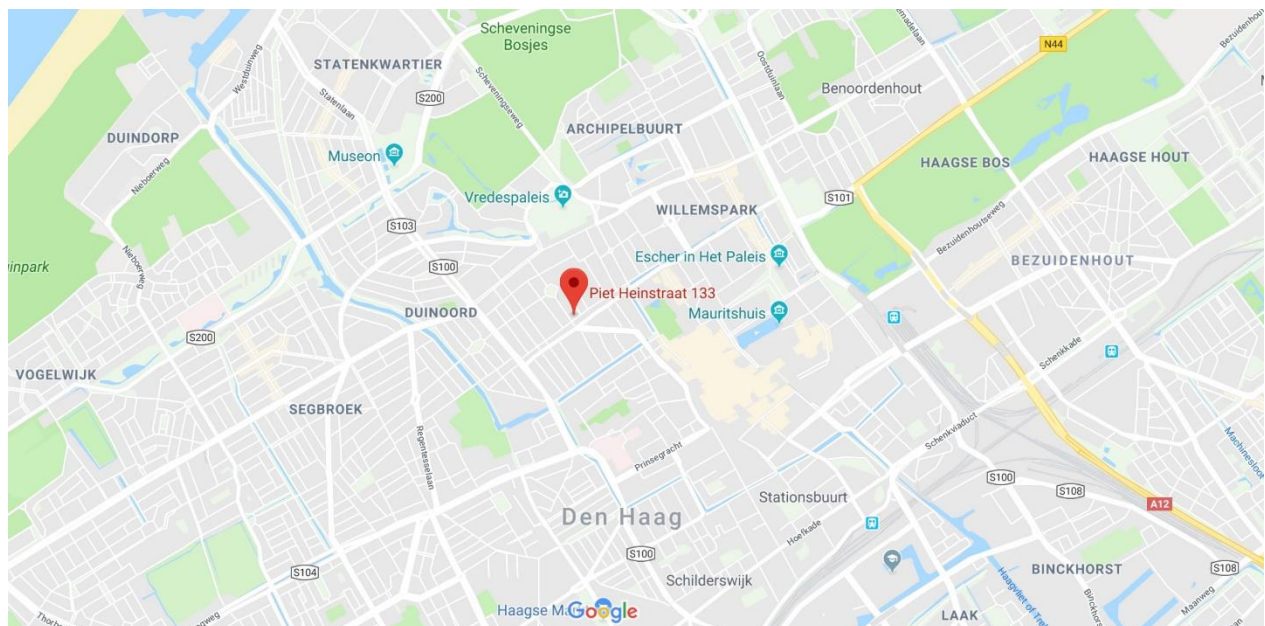 Scheveningse
Bosjes
N44
Bezuidenhoutseweg
Oostduinlaan
STATENKWARTIER
Westduinweg
Statenlaan
S200
Scheveningseweg
Benoordenhout
ARCHIPELBUURT
DUINDORP
Nieboerweg
Museon
HAAGSE BOS
HAAGSE HOUT
Vredespaleis
S101
WILLEMSPARK
S103
Nieboerweg
Escher in Het Paleis
BEZUIDENHOUT
S100
Piet Heinstraat 133
DUINOORD
Mauritshuis
S200
Schenkkade
VOGELWIJK
SEGBROEK
Regentesselaan
Schenkviaduct
Prinsegracht
S100
S108
Stationsbuurt
A12
Den Haag
Hoefkade
S100
S104
Schilderswijk
BINCKHORST
S108
Haagse
Google
LAAK
Maanweg